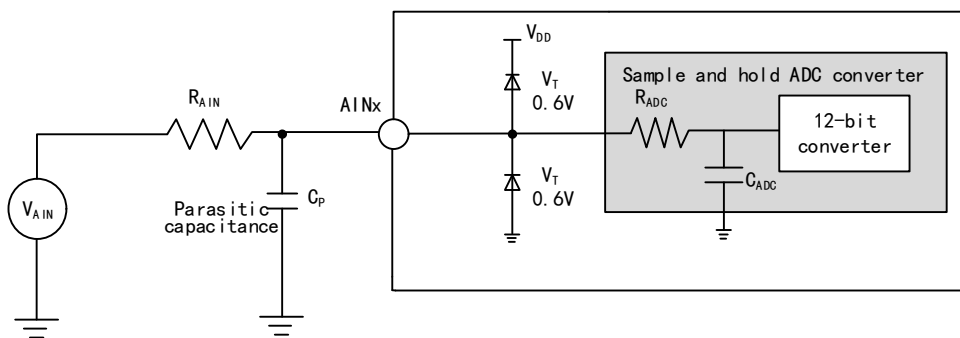 V_DD
Sample and hold ADC converter
V_T
0.6V
R_AIN
AINx
R_ADC
12-bit
converter
V_T
0.6V
C_ADC
V_AIN
Parasitic
capacitance
C_P